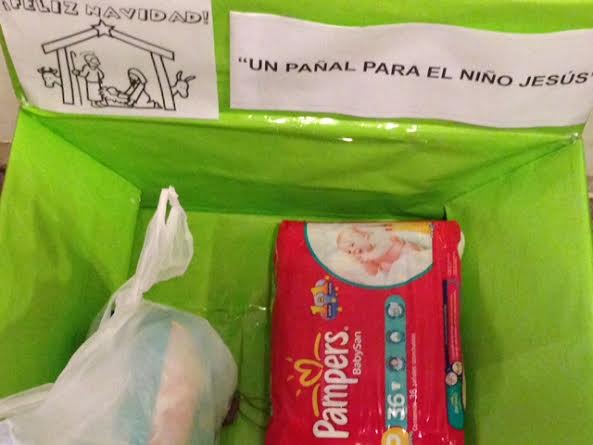 ¡FELIZ NAVIDAD!
"UN PAÑAL PARA EL NIÑO JESÚS"
Pampers
BabySan
36